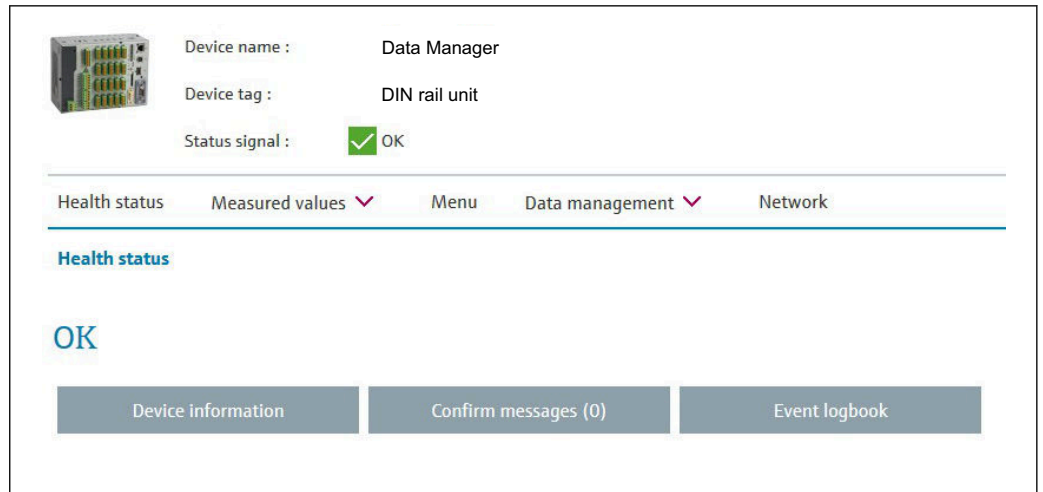 Device name : Data Manager
Device tag : DIN rail unit
Status signal : OK
Health status Measured values Menu Data management Network
Health status
OK
Device information Confirm messages (0) Event logbook